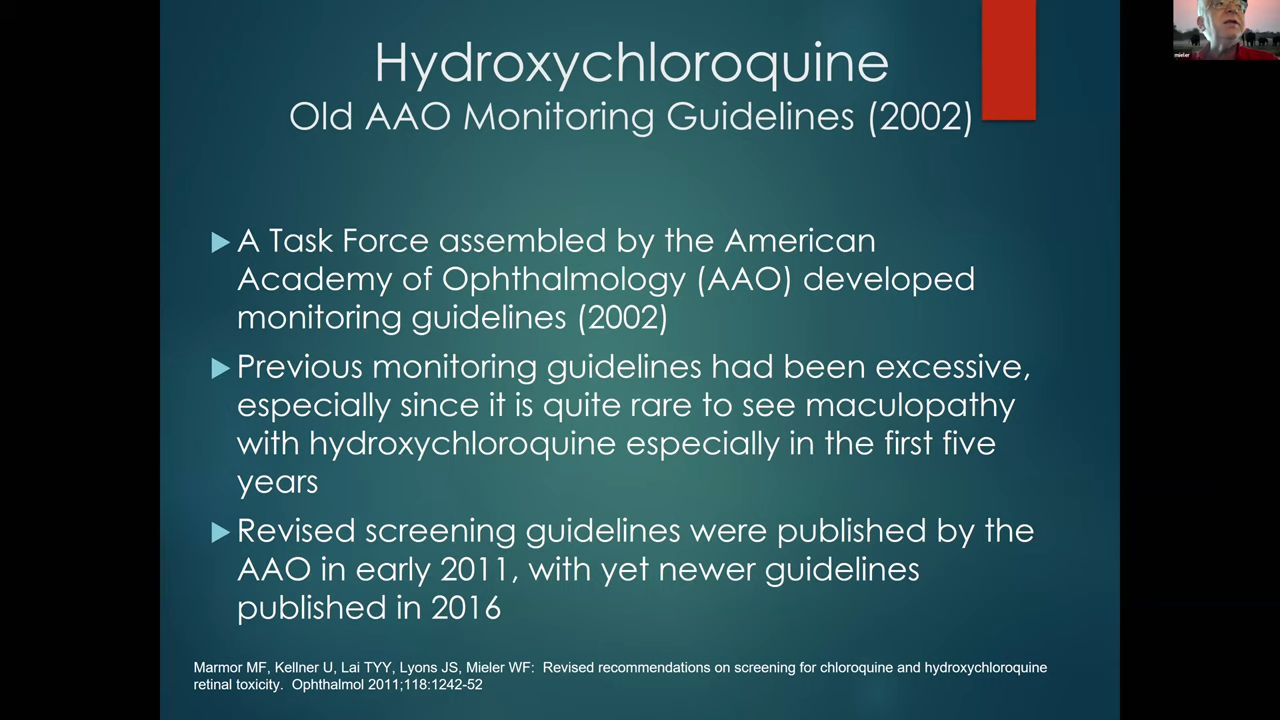 Hydroxychloroquine
Old AAO Monitoring Guidelines (2002)
A Task Force assembled by the American
Academy of Ophthalmology (AAO) developed
monitoring guidelines (2002)
Previous monitoring guidelines had been excessive,
especially since it is quite rare to see maculopathy
with hydroxychloroquine especially in the first five
years
Revised screening guidelines were published by the
AAO in early 2011, with yet newer guidelines
published in 2016
Marmor MF, Kellner U, Lai TYY, Lyons JS, Mieler WF:  Revised recommendations on screening for chloroquine and hydroxychloroquine
retinal toxicity.  Ophthalmol 2011;118:1242-52
mieler